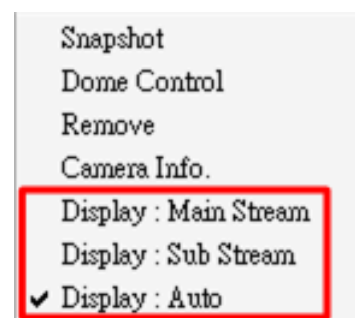 Snapshot
Dome Control
Remove
Camera Info.
Display : Main Stream
Display : Sub Stream
✔ Display : Auto